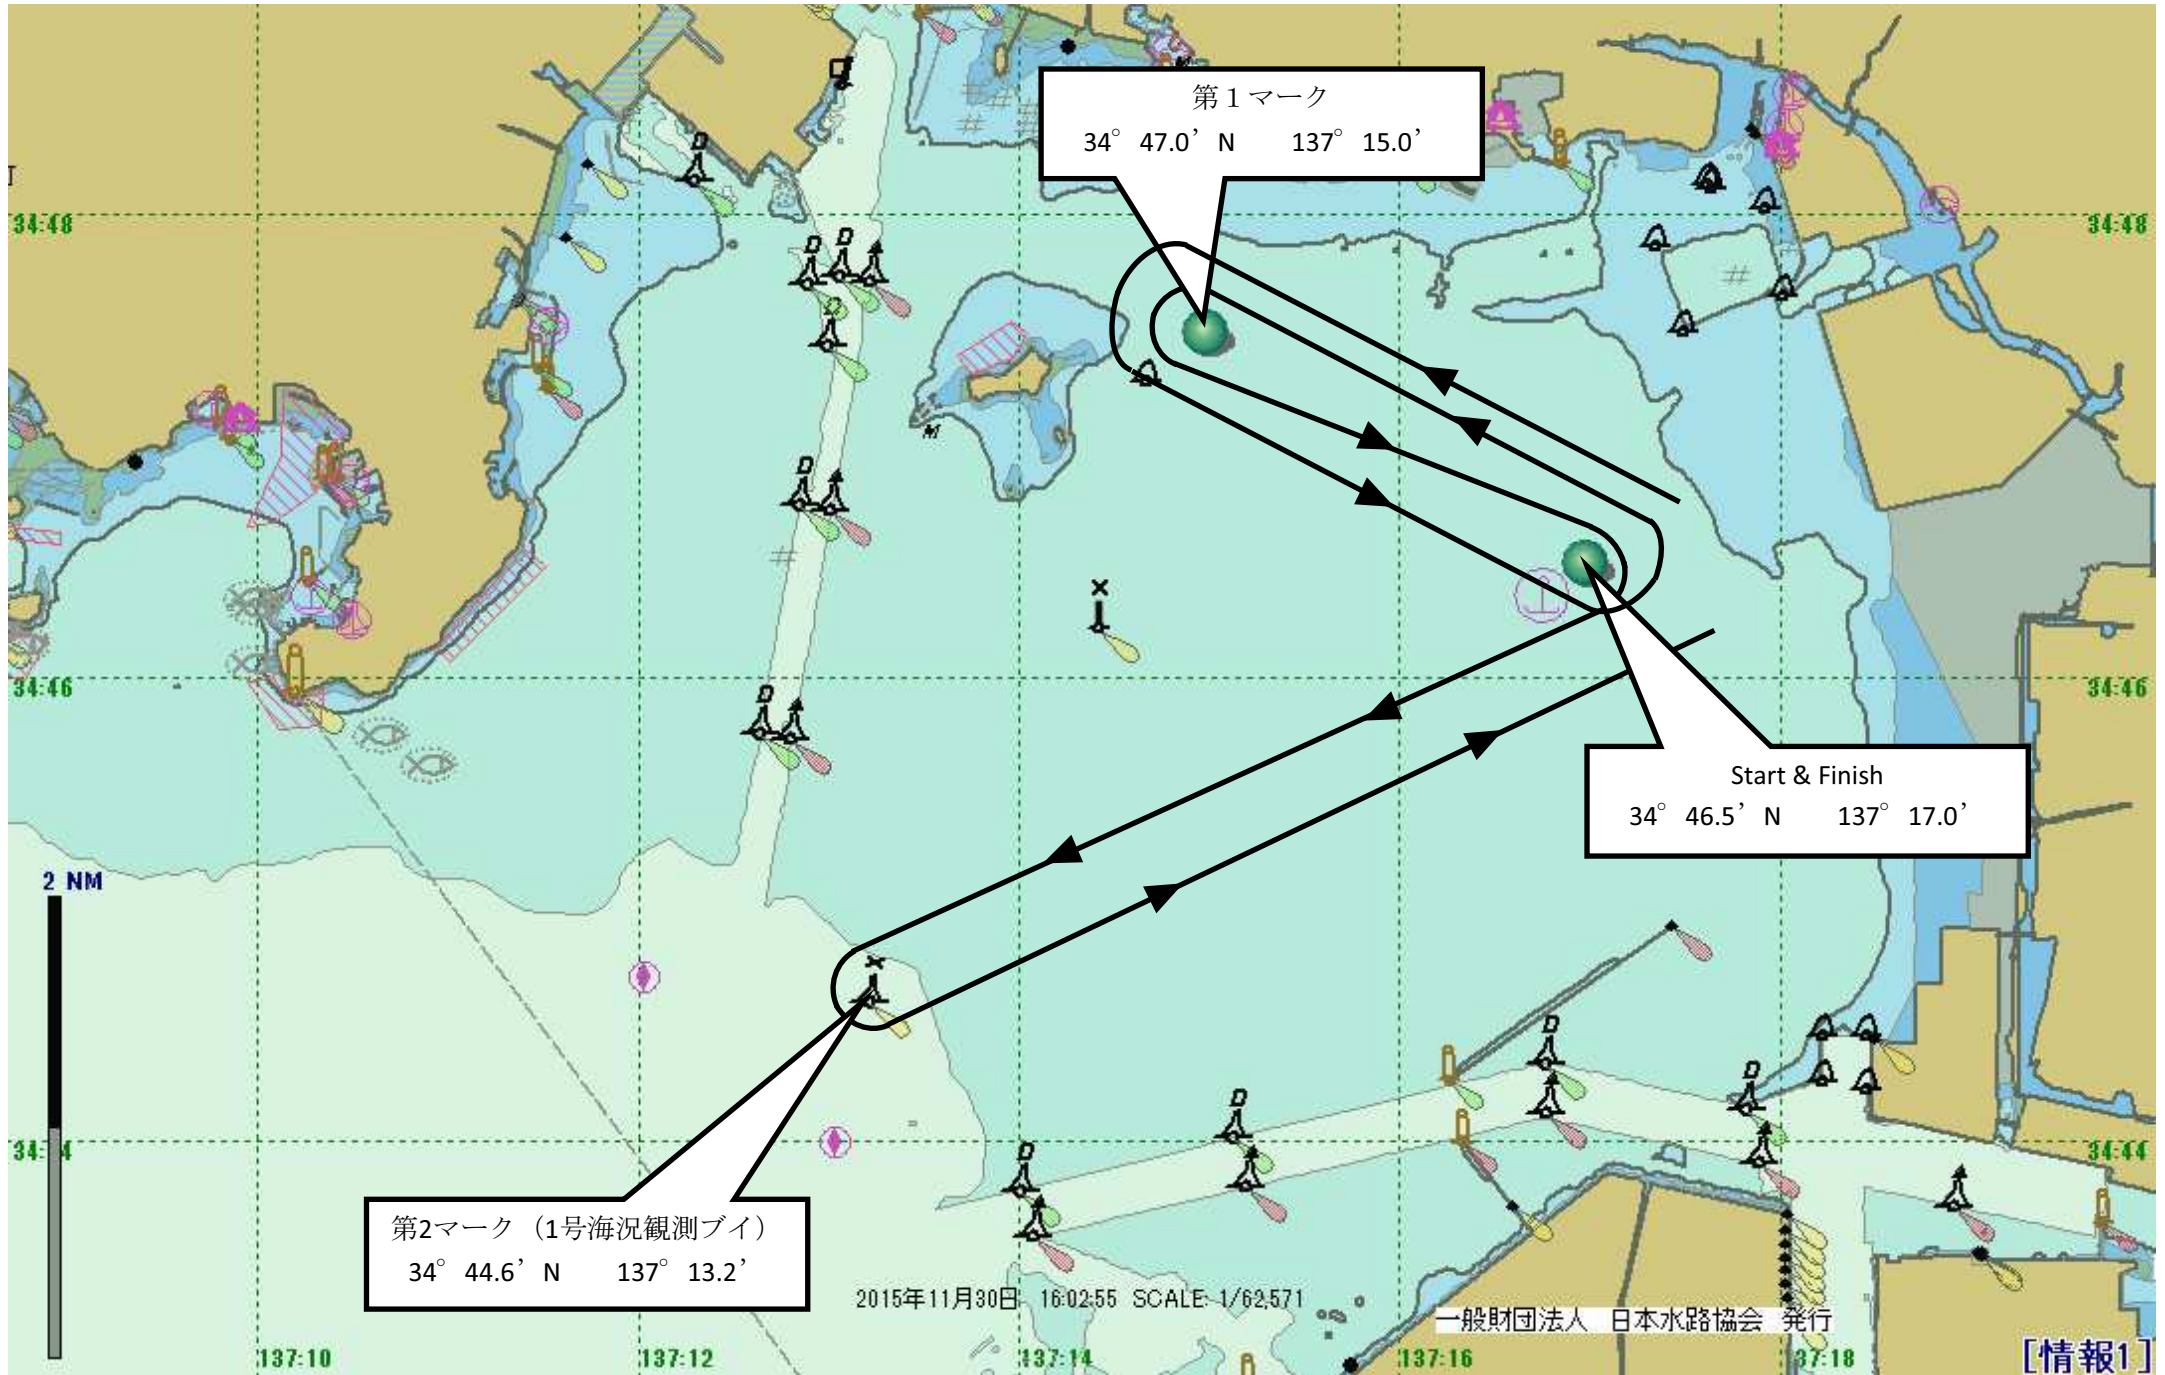 第1マーク
34° 47.0’ N 137° 15.0’
34:48
34:48
34:46
34:46
Start & Finish
34° 46.5’ N 137° 17.0’
2 NM
34:44
第2マーク（1号海況観測ブイ）
34° 44.6’ N 137° 13.2’
2015年11月30日 16:02:55 SCALE: 1/62,571
一般財団法人 日本水路協会 発行
137:10
137:12
137:14
137:16
37:18
[情報1]
D
D
D
D
D
D
D
D
D
D